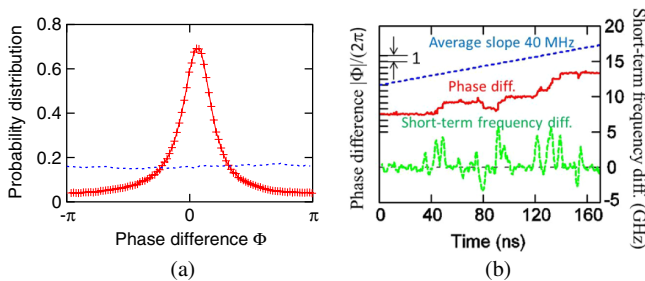 (a)
0.8
0.6
0.4
0.2
0
Probability distribution
-π 0 π
Phase difference Φ
(a)
(b)
20
15
10
5
0
-5
Phase difference |Φ|/(2π)
Average slope 40 MHz
1
Phase diff.
Short-term frequency diff.
Short-term frequency diff. (GHz)
0 40 80 120 160
Time (ns)
(b)